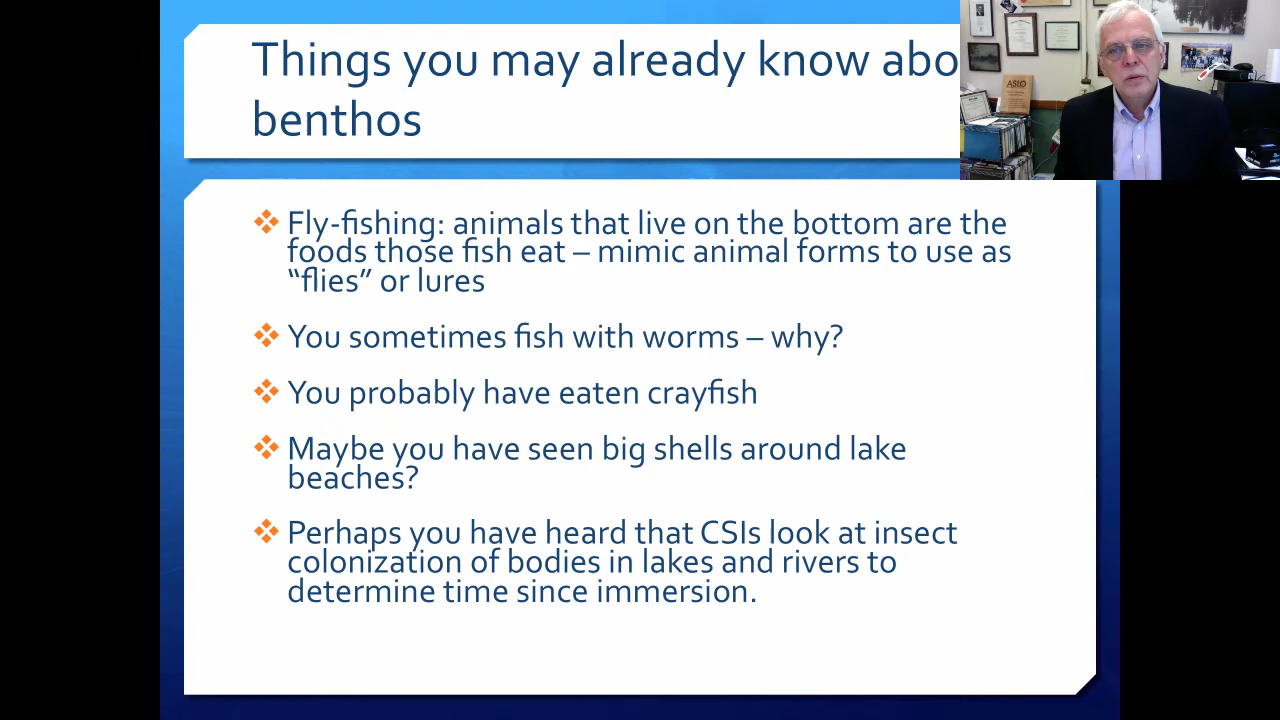 Things you may already know abo
benthos
ASLO
❖ Fly-fishing: animals that live on the bottom are the
foods those fish eat – mimic animal forms to use as
“flies” or lures
❖ You sometimes fish with worms – why?
❖ You probably have eaten crayfish
❖ Maybe you have seen big shells around lake
beaches?
❖ Perhaps you have heard that CSIs look at insect
colonization of bodies in lakes and rivers to
determine time since immersion.